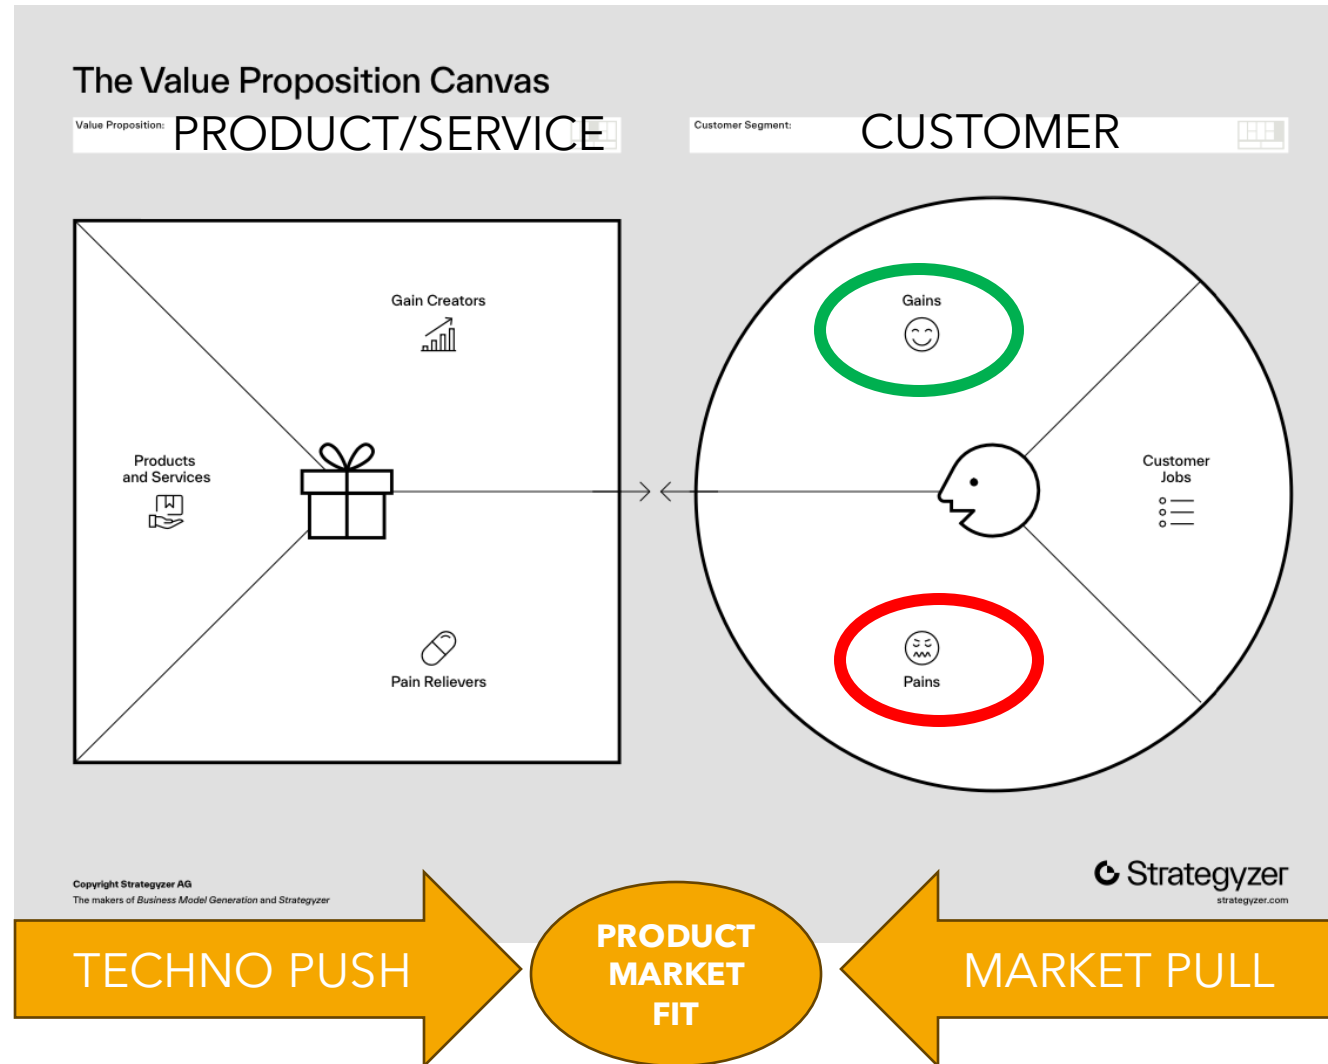 The Value Proposition Canvas
Value Proposition:
PRODUCT/SERVICE
Customer Segment:
CUSTOMER
Gain Creators
Products
and Services
Pain Relievers
Gains
Customer
Jobs
Pains
Copyright Strategyzer AG
The makers of Business Model Generation and Strategyzer
Strategyzer
strategyzer.com
TECHNO PUSH
PRODUCT
MARKET
FIT
MARKET PULL